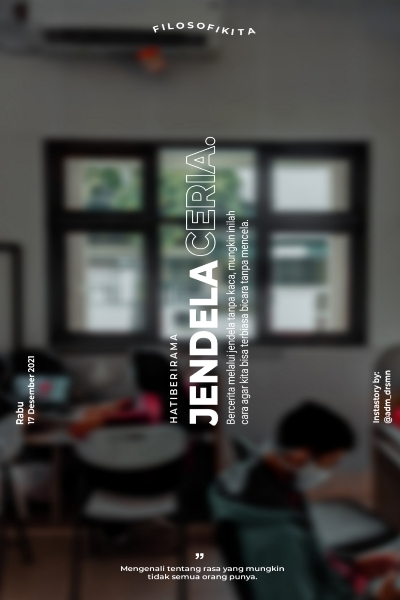 FILOSOFIKITA
HATIBERIRAMA
JENDELA CERIA.
Bercerita melalui jendela tanpa kaca, mungkin inilah
cara agar kita bisa terbiasa bicara tanpa mencela.
Rabu
17 Desember 2021
Instastory by:
@adm_drsmn
”
Mengenali tentang rasa yang mungkin
tidak semua orang punya.